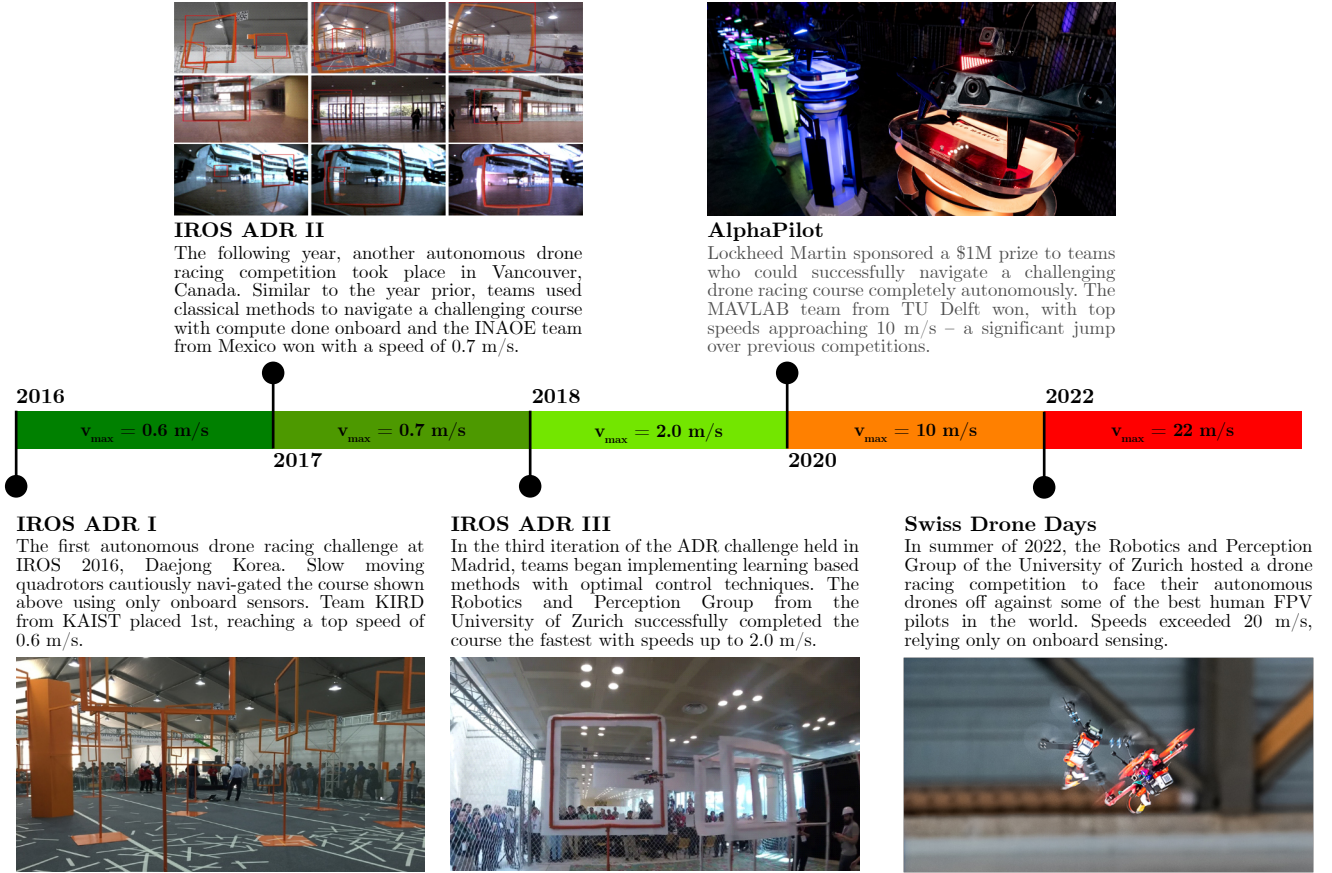 IROS ADR II
The following year, another autonomous drone
racing competition took place in Vancouver,
Canada. Similar to the year prior, teams used
classical methods to navigate a challenging course
with compute done onboard and the INAOE team
from Mexico won with a speed of 0.7 m/s.
AlphaPilot
Lockheed Martin sponsored a $1M prize to teams
who could successfully navigate a challenging
drone racing course completely autonomously. The
MAVLAB team from TU Delft won, with top
speeds approaching 10 m/s – a significant jump
over previous competitions.
2016
2018
2022
v_max = 0.6 m/s
v_max = 0.7 m/s
v_max = 2.0 m/s
v_max = 10 m/s
v_max = 22 m/s
2017
2020
IROS ADR I
The first autonomous drone racing challenge at
IROS 2016, Daejong Korea. Slow moving
quadrotors cautiously navi-gated the course shown
above using only onboard sensors. Team KIRD
from KAIST placed 1st, reaching a top speed of
0.6 m/s.
IROS ADR III
In the third iteration of the ADR challenge held in
Madrid, teams began implementing learning based
methods with optimal control techniques. The
Robotics and Perception Group from the
University of Zurich successfully completed the
course the fastest with speeds up to 2.0 m/s.
Swiss Drone Days
In summer of 2022, the Robotics and Perception
Group of the University of Zurich hosted a drone
racing competition to face their autonomous
drones off against some of the best human FPV
pilots in the world. Speeds exceeded 20 m/s,
relying only on onboard sensing.